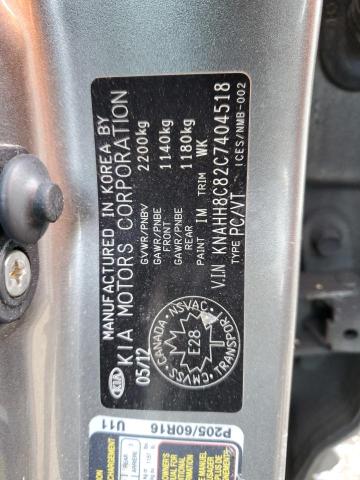 MANUFACTURED IN KOREA BY
KIA MOTORS CORPORATION
05/12
GVWR/PNBV
2200kg
GAWR/PNBE
FRONT
1140kg
GAWR/PNBE
REAR
1180kg
PAINT 1M TRIM WK
V.IN KNAHH8C82C7404518
TYPE PC/VT
ICES/NMB-002
KIA
CANADA NSVAC
CMVSS TRANSPORT
E28
P205/60R16
U11